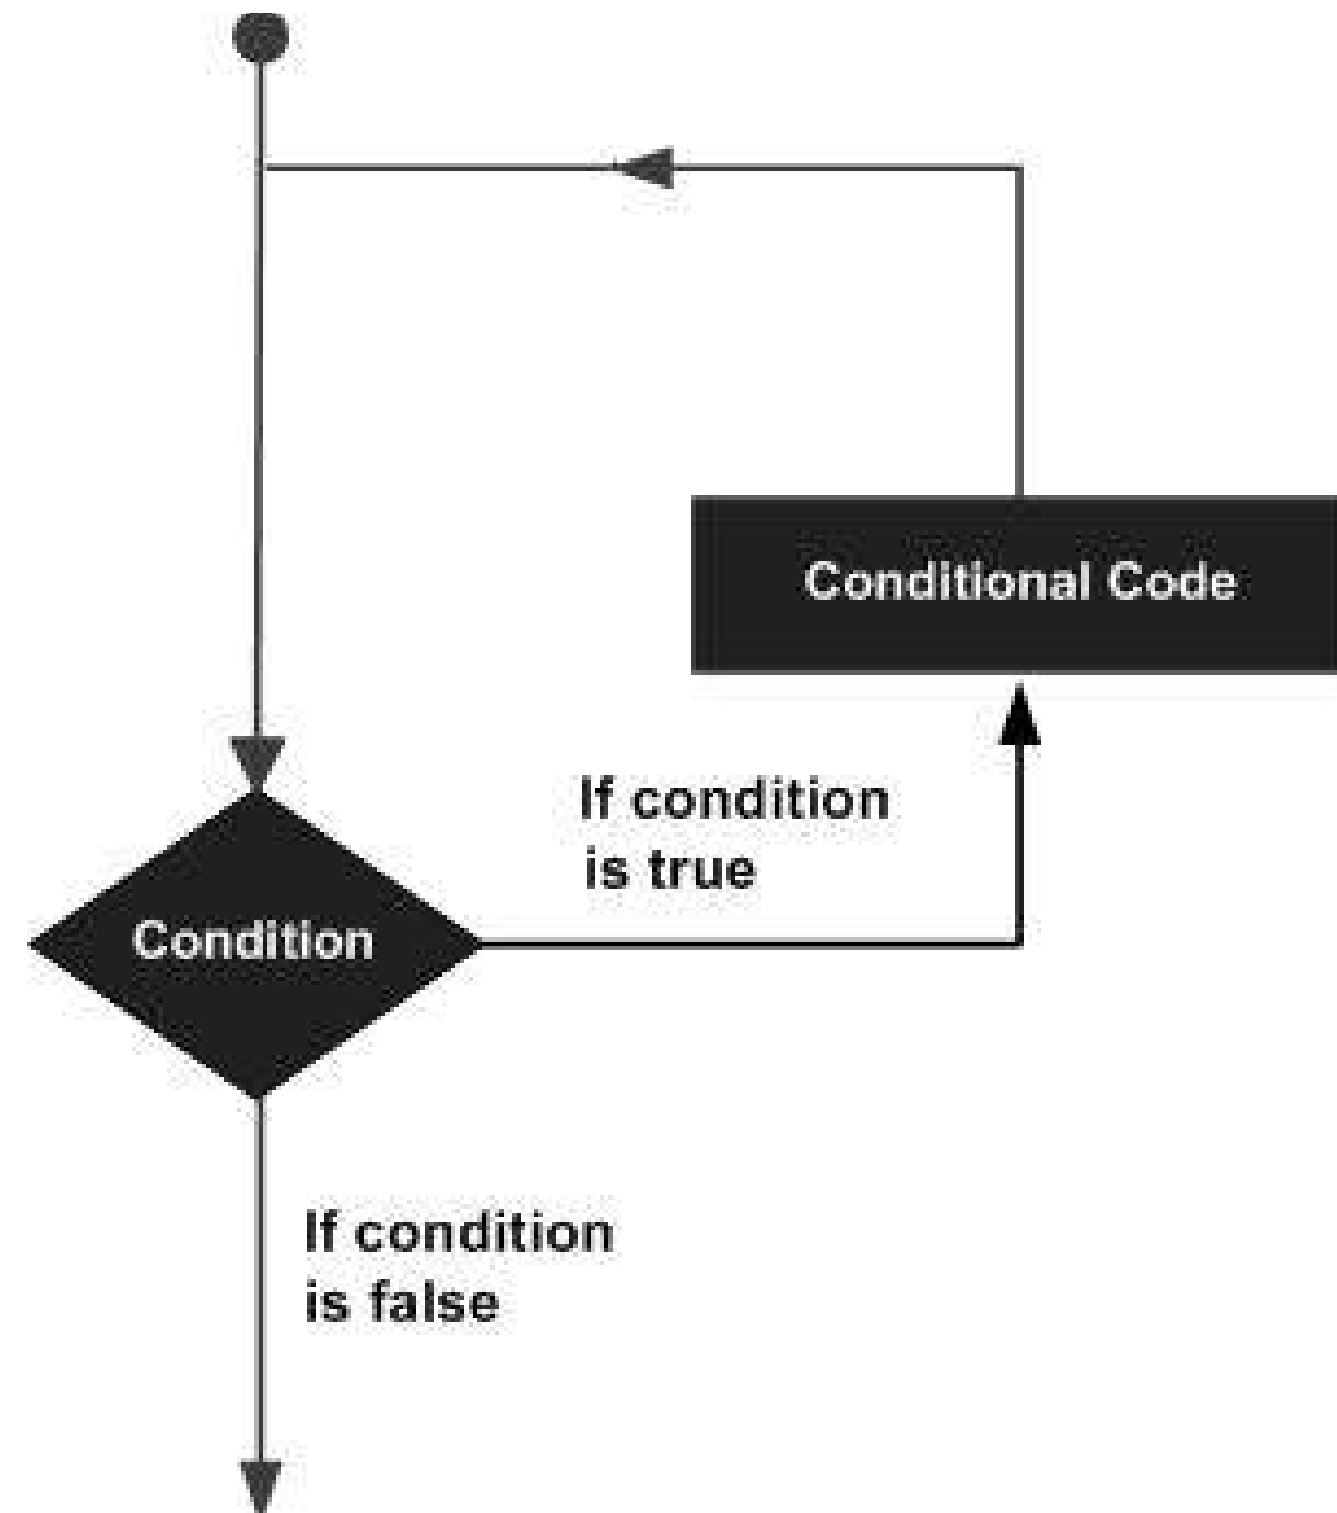 Conditional Code
If condition
is true
Condition
If condition
is false